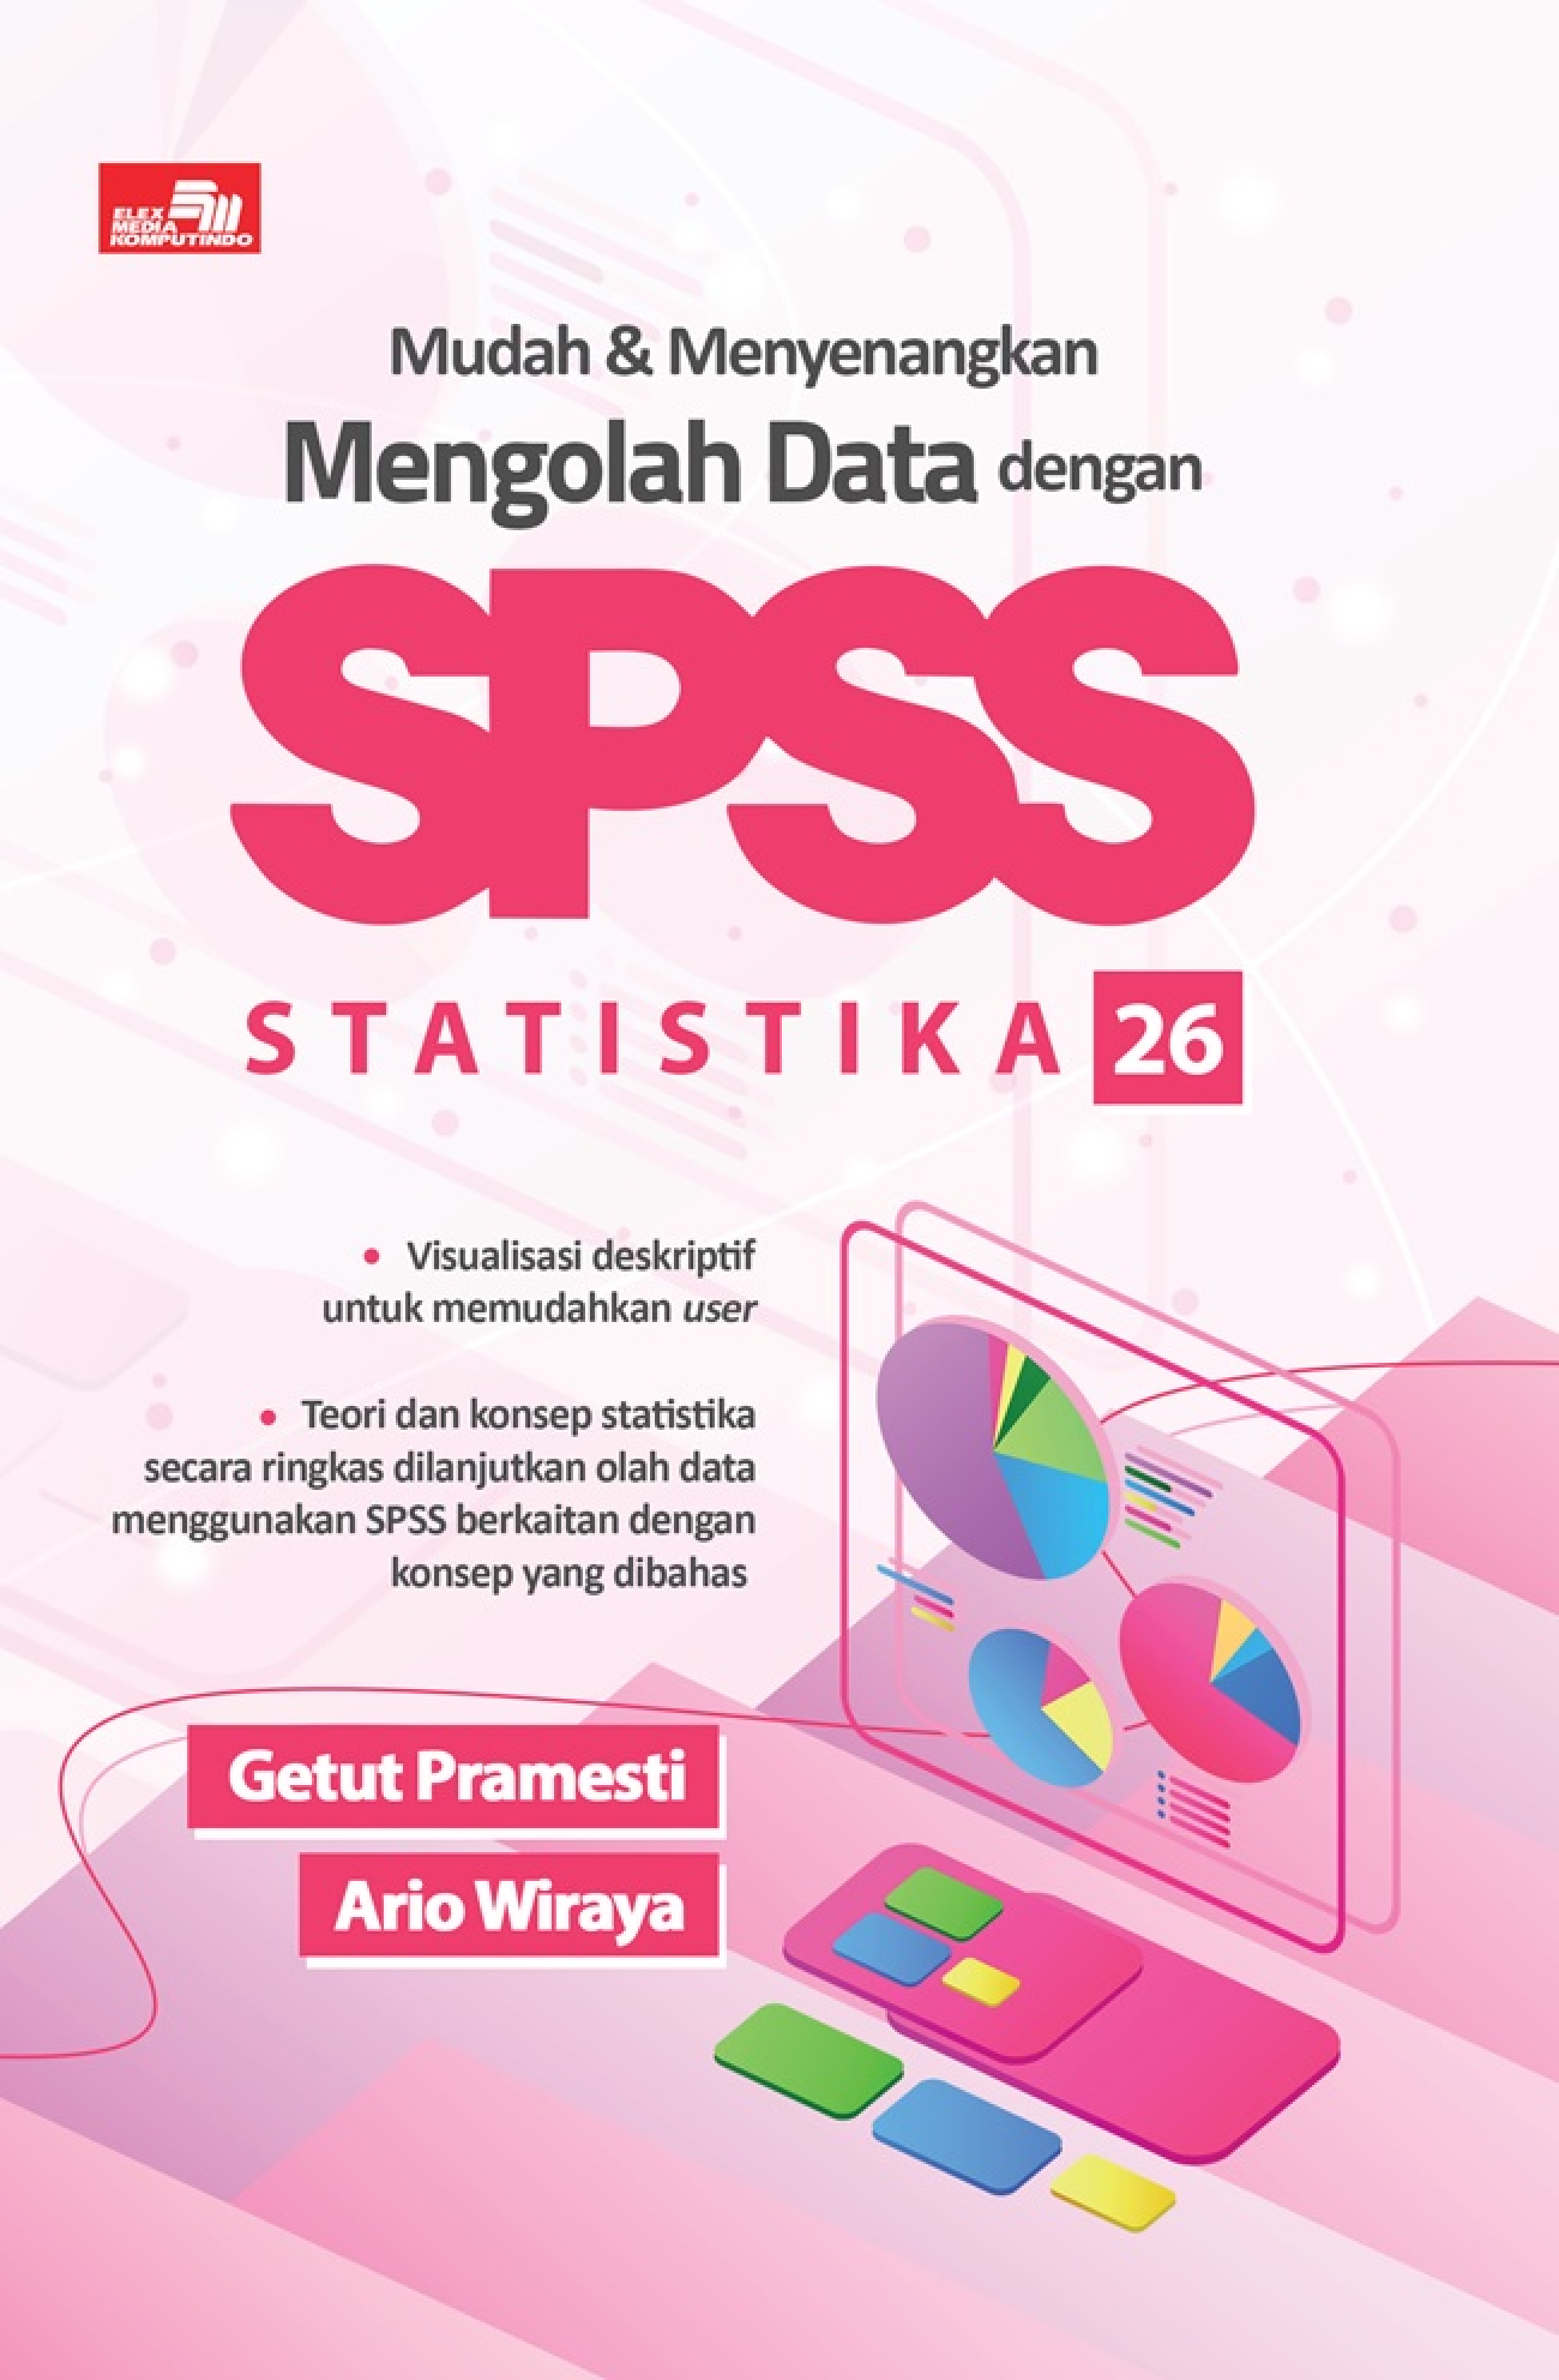 ELEX
MEDIA
KOMPUTINDO
Mudah & Menyenangkan
Mengolah Data dengan
SPSS
STATISTIKA 26
• Visualisasi deskriptif
untuk memudahkan user
• Teori dan konsep statistika
secara ringkas dilanjutkan olah data
menggunakan SPSS berkaitan dengan
konsep yang dibahas
Getut Pramesti
Ario Wiraya